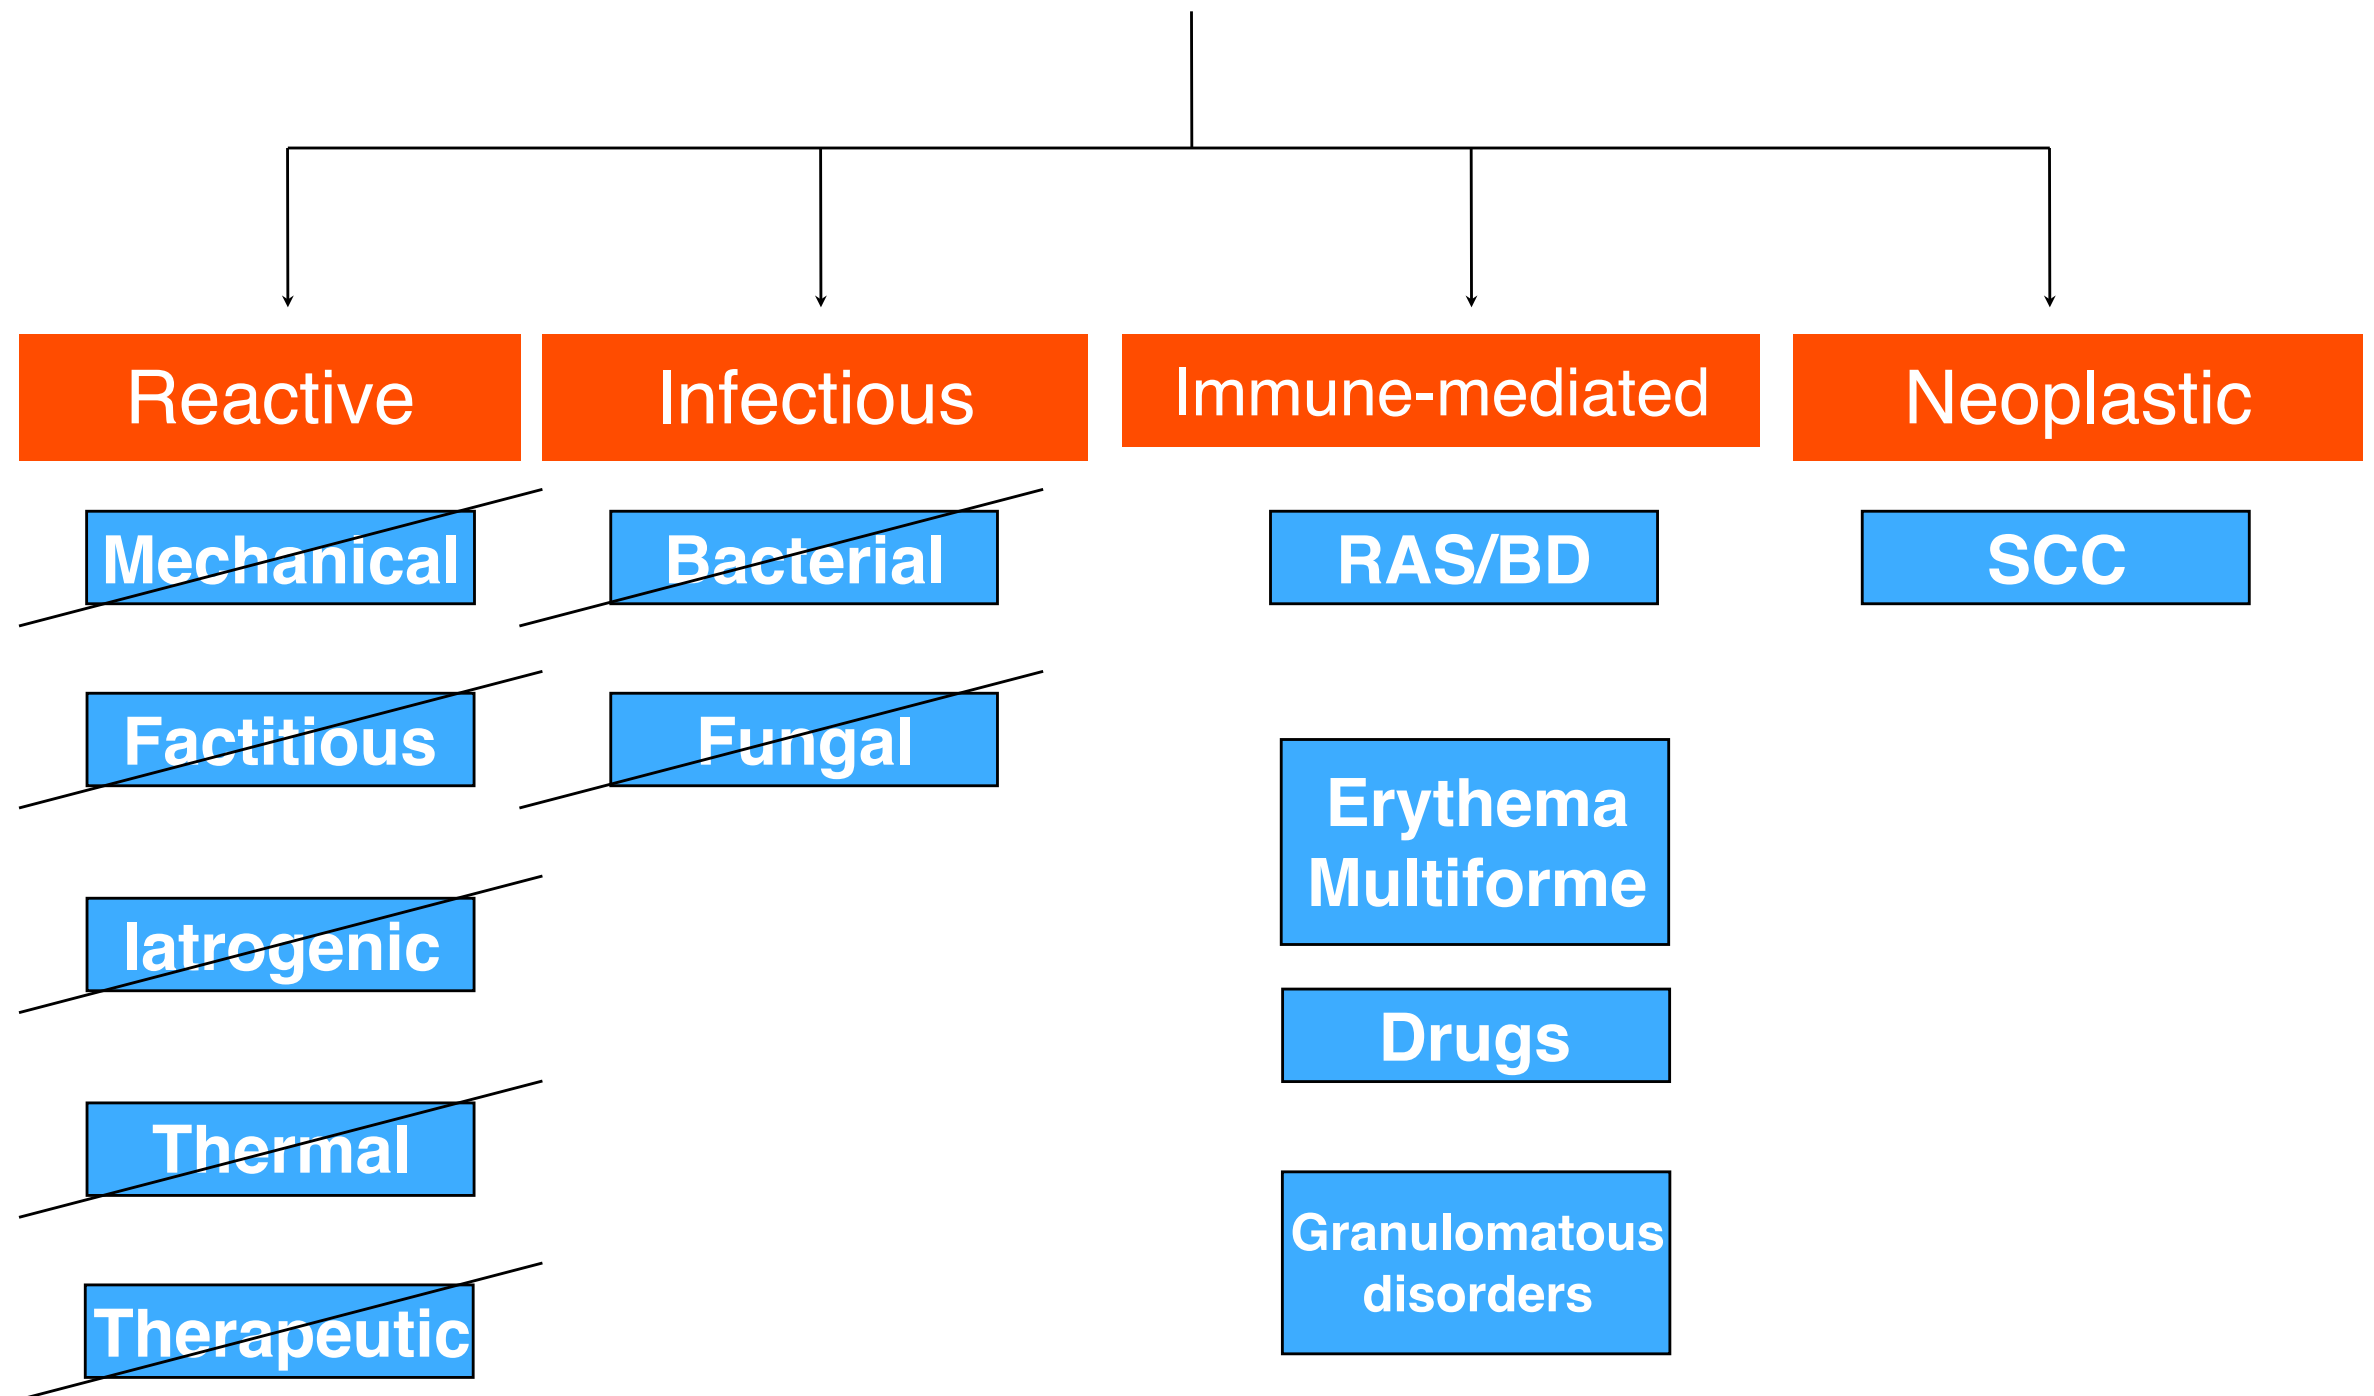 Reactive
Infectious
Immune-mediated
Neoplastic
Mechanical
Bacterial
RAS/BD
SCC
Factitious
Fungal
Erythema
Multiforme
Iatrogenic
Drugs
Thermal
Granulomatous
disorders
Therapeutic